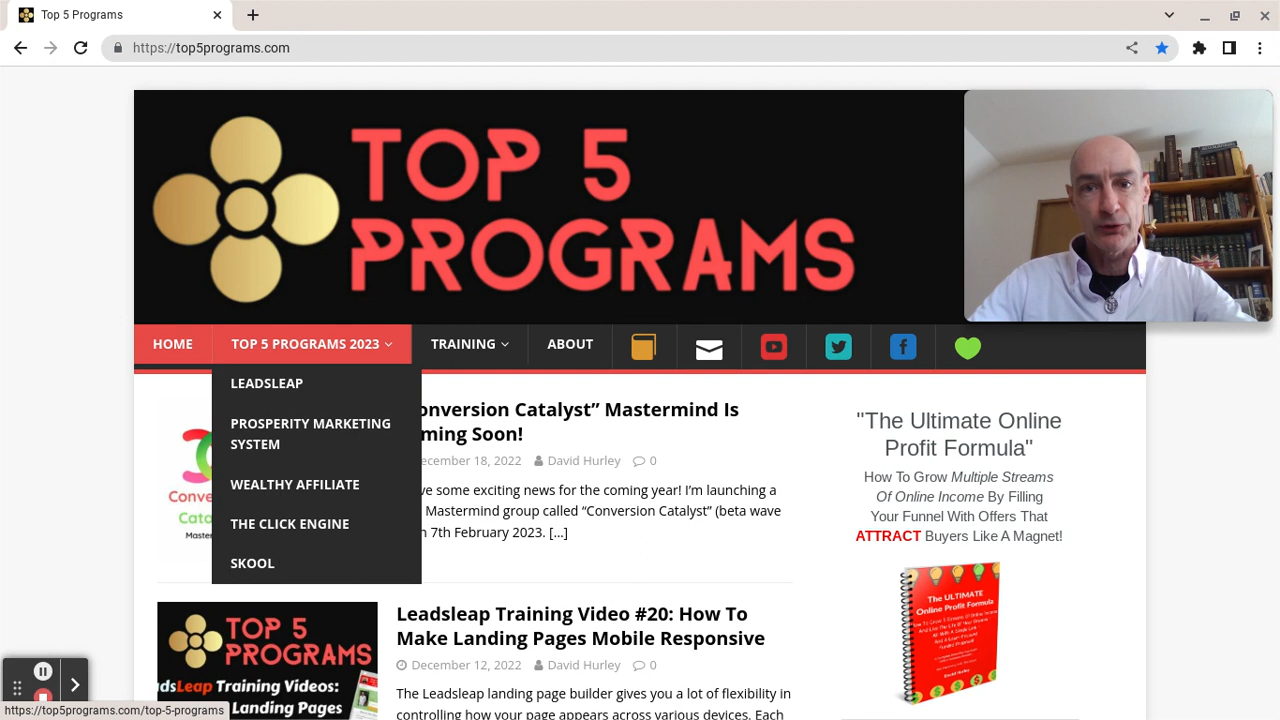 Top 5 Programs
https://top5programs.com
TOP 5
PROGRAMS
HOME
TOP 5 PROGRAMS 2023
TRAINING
ABOUT
LEADSLEAP
PROSPERITY MARKETING
SYSTEM
WEALTHY AFFILIATE
THE CLICK ENGINE
SKOOL
onversion Catalyst” Mastermind Is
ming Soon!
ecember 18, 2022 David Hurley 0
ve some exciting news for the coming year! I’m launching a
Mastermind group called “Conversion Catalyst” (beta wave
7th February 2023. […]
Leadsleap Training Video #20: How To
Make Landing Pages Mobile Responsive
December 12, 2022 David Hurley 0
The Leadsleap landing page builder gives you a lot of flexibility in
controlling how your page appears across various devices. Each
TOP 5
PROGRAMS
dsLeap Training Videos:
Landing Pages
"The Ultimate Online
Profit Formula"
How To Grow Multiple Streams
Of Online Income By Filling
Your Funnel With Offers That
ATTRACT Buyers Like A Magnet!
The ULTIMATE
Online Profit Formula
https://top5programs.com/top-5-programs